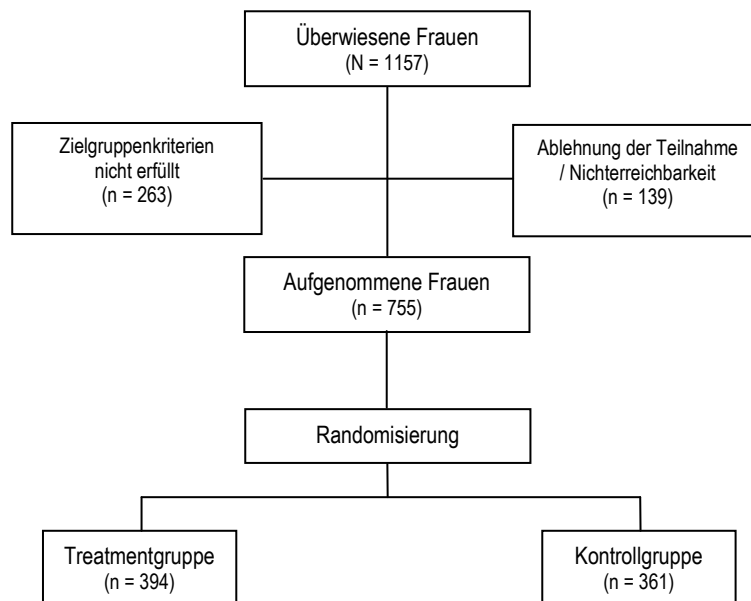 Überwiesene Frauen
(N = 1157)
Zielgruppenkriterien
nicht erfüllt
(n = 263)
Ablehnung der Teilnahme
/ Nichterreichbarkeit
(n = 139)
Aufgenommene Frauen
(n = 755)
Randomisierung
Treatmentgruppe
(n = 394)
Kontrollgruppe
(n = 361)